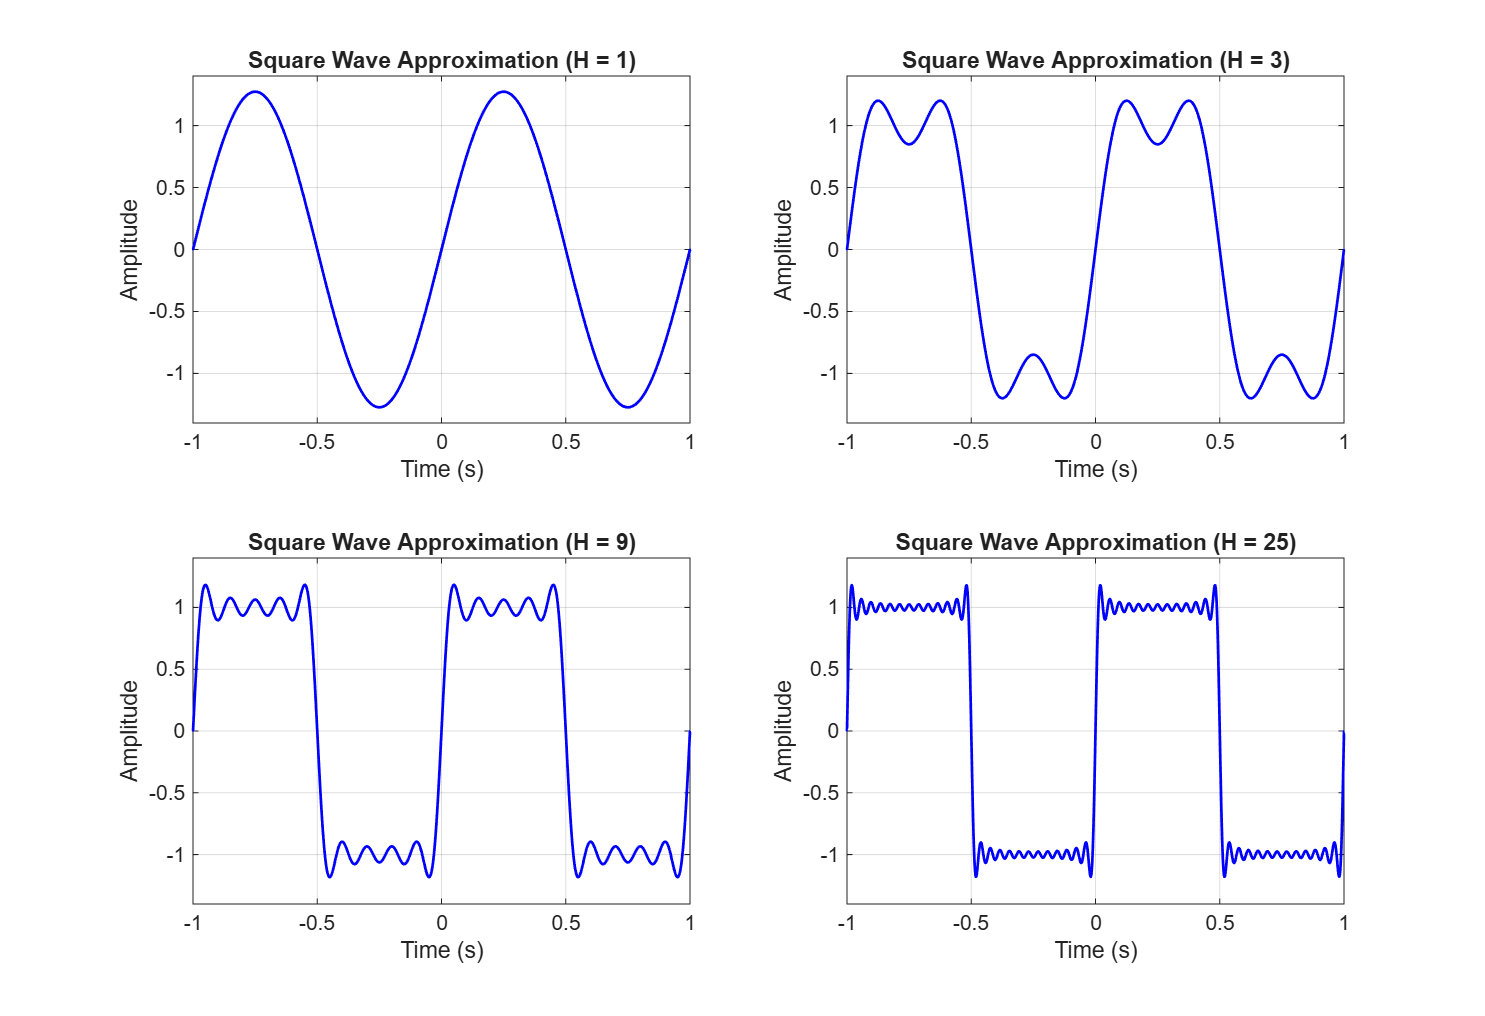 Square Wave Approximation (H = 1)
Amplitude
1
0.5
0
-0.5
-1
-1 -0.5 0 0.5 1
Time (s)
Square Wave Approximation (H = 3)
Amplitude
1
0.5
0
-0.5
-1
-1 -0.5 0 0.5 1
Time (s)
Square Wave Approximation (H = 9)
Amplitude
1
0.5
0
-0.5
-1
-1 -0.5 0 0.5 1
Time (s)
Square Wave Approximation (H = 25)
Amplitude
1
0.5
0
-0.5
-1
-1 -0.5 0 0.5 1
Time (s)